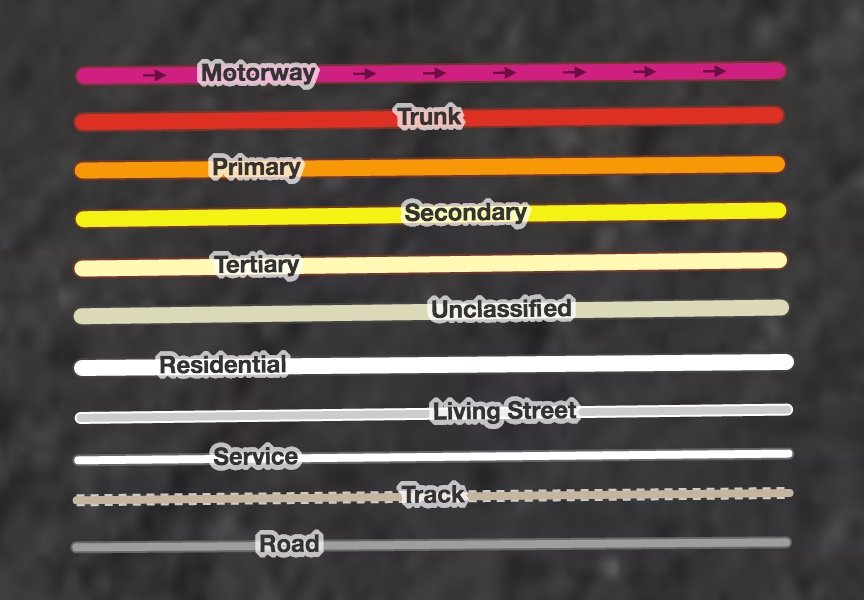 Motorway
Trunk
Primary
Secondary
Tertiary
Unclassified
Residential
Living Street
Service
Track
Road